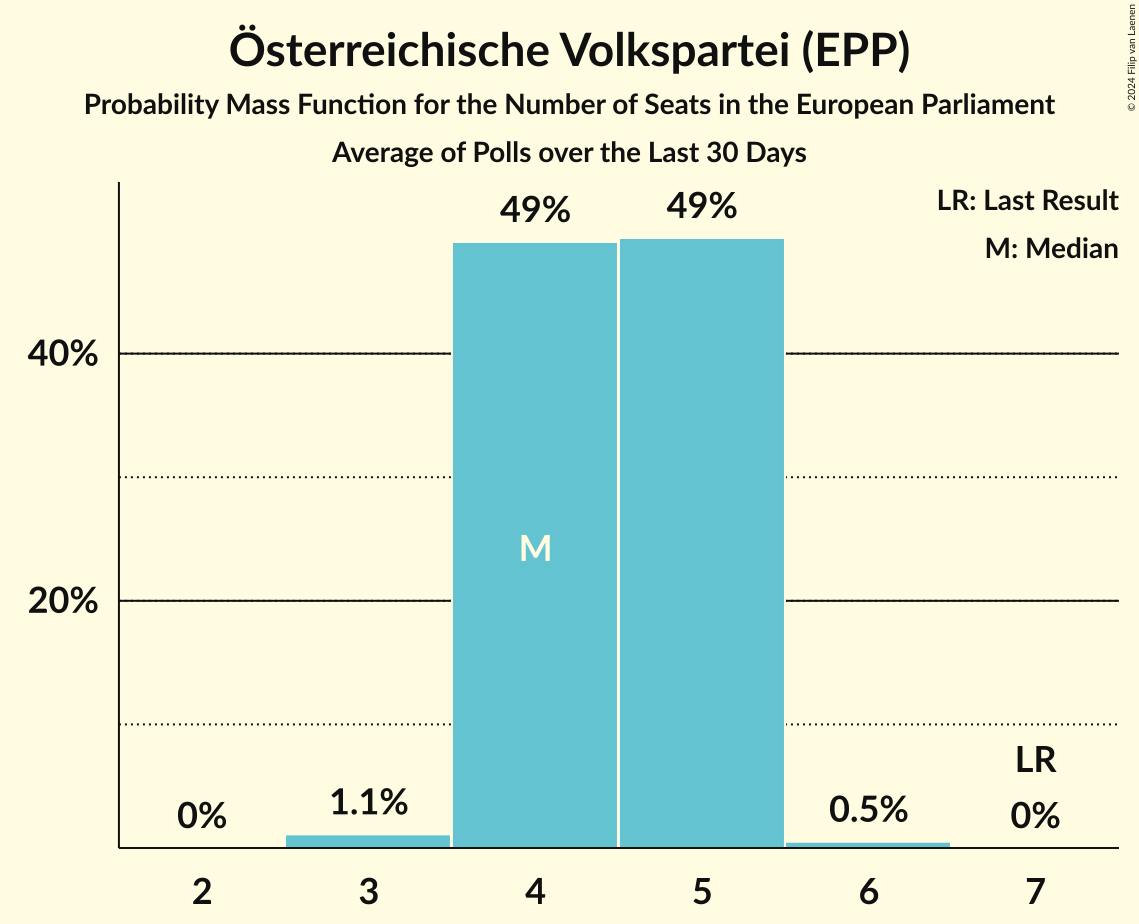 Österreichische Volkspartei (EPP)
Probability Mass Function for the Number of Seats in the European Parliament
Average of Polls over the Last 30 Days
© 2024 Filip van Laenen
LR: Last Result
M: Median
49%
49%
40%
M
20%
LR
0%
1.1%
0.5%
0%
2
3
4
5
6
7